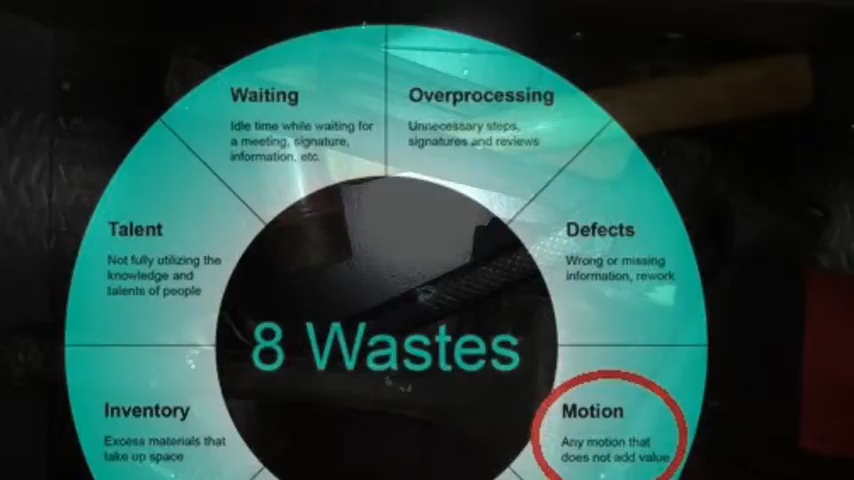 Waiting
Idle time while waiting for
a meeting, signature,
information, etc.
Overprocessing
Unnecessary steps,
signatures and reviews
Talent
Not fully utilizing the
knowledge and
talents of people
Defects
Wrong or missing
information, rework
8 Wastes
Inventory
Excess materials that
take up space
Motion
Any motion that
does not add value